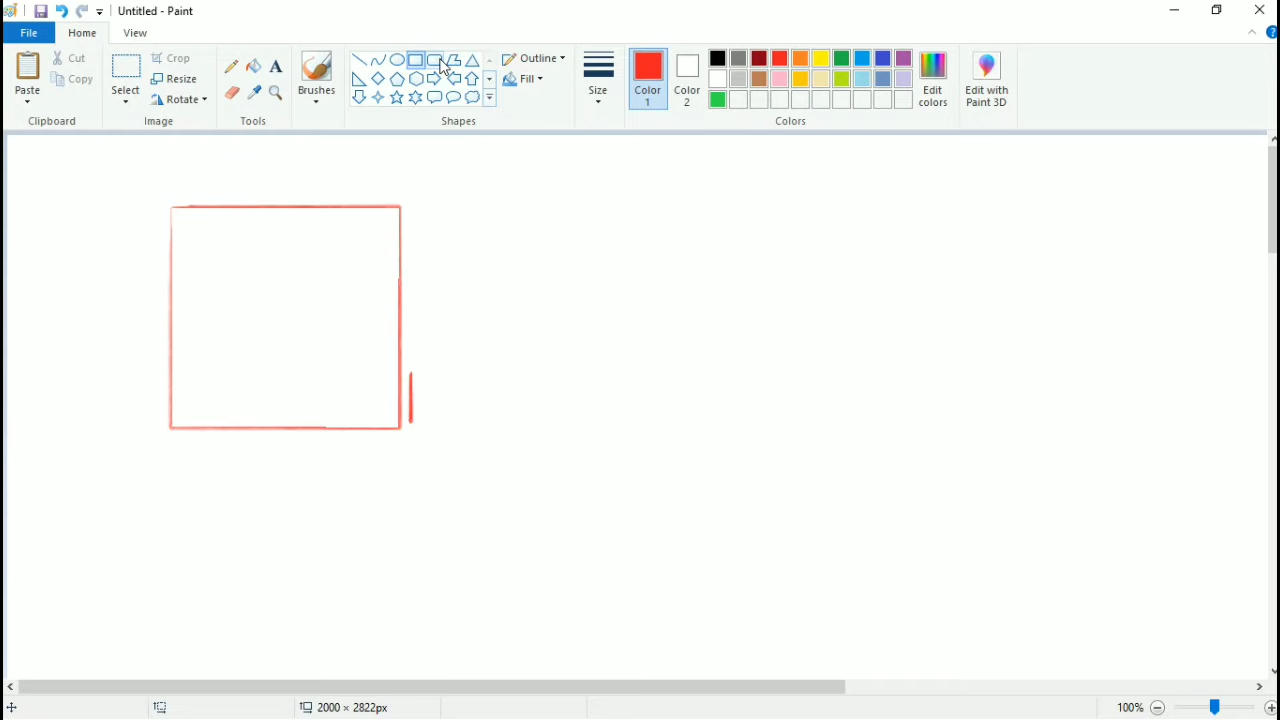 Untitled - Paint
File Home View
Cut
Copy
Paste
Clipboard
Select
Crop
Resize
Rotate
Image
Tools
Brushes
Shapes
Outline
Fill
Size
Color 1
Color 2
Edit colors
Colors
Edit with Paint 3D
2000 × 2822px
100%